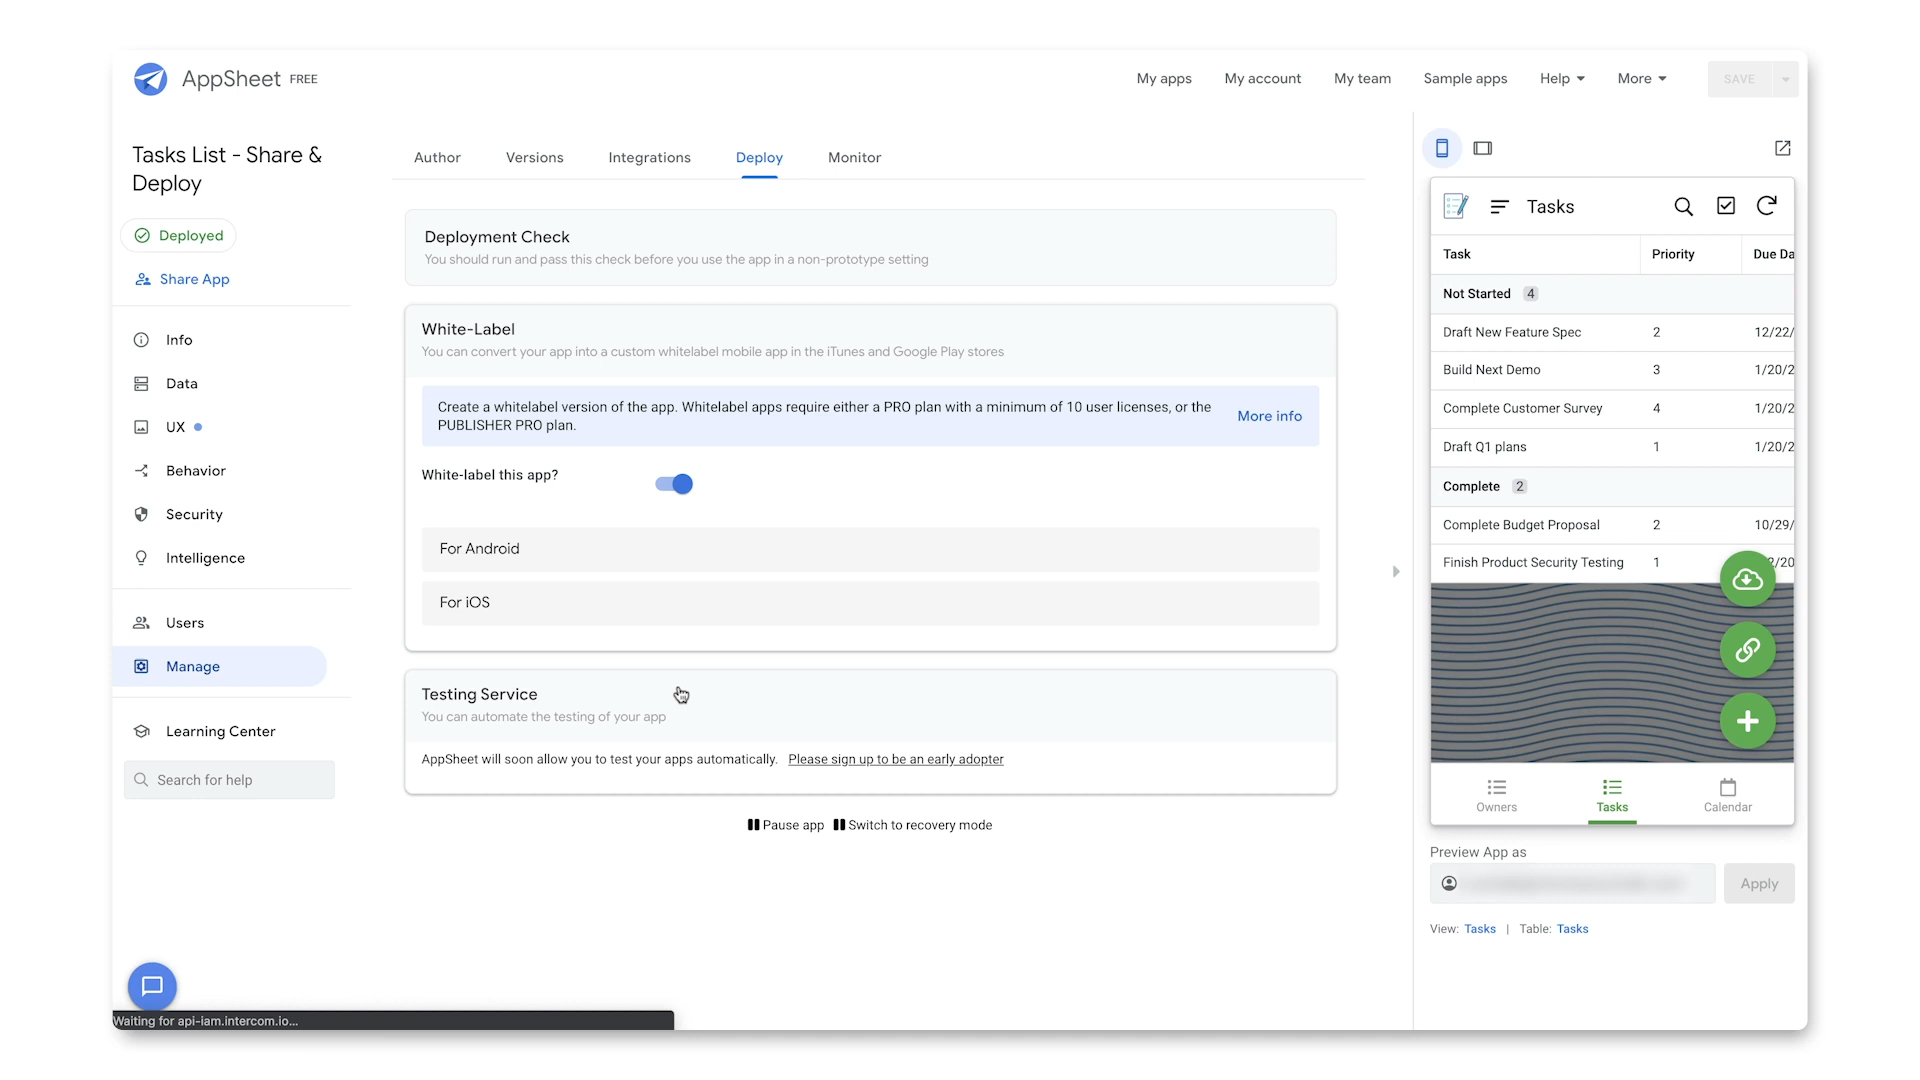 AppSheet FREE
My apps
My account
My team
Sample apps
Help
More
SAVE
Tasks List - Share &
Deploy
Deployed
Share App
Info
Data
UX
Behavior
Security
Intelligence
Users
Manage
Learning Center
Search for help
Waiting for api-iam.intercom.io...
Author
Versions
Integrations
Deploy
Monitor
Deployment Check
You should run and pass this check before you use the app in a non-prototype setting
White-Label
You can convert your app into a custom whitelabel mobile app in the iTunes and Google Play stores
Create a whitelabel version of the app. Whitelabel apps require either a PRO plan with a minimum of 10 user licenses, or the
PUBLISHER PRO plan.
More info
White-label this app?
For Android
For iOS
Testing Service
You can automate the testing of your app
AppSheet will soon allow you to test your apps automatically. Please sign up to be an early adopter
Pause app Switch to recovery mode
Tasks
Task Priority Due Da
Not Started 4
Draft New Feature Spec 2 12/22/
Build Next Demo 3 1/20/2
Complete Customer Survey 4 1/20/2
Draft Q1 plans 1 1/20/2
Complete 2
Complete Budget Proposal 2 10/29/
Finish Product Security Testing 1 2/20
Owners
Tasks
Calendar
Preview App as
Apply
View: Tasks | Table: Tasks